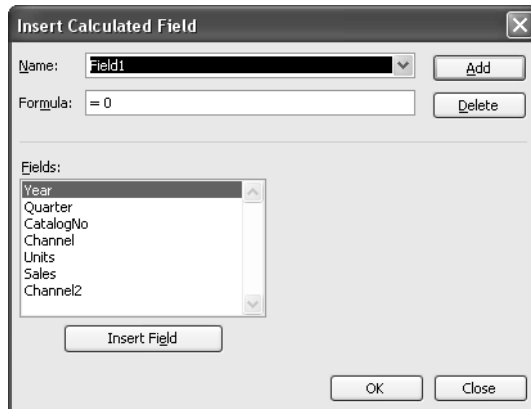 Insert Calculated Field
Name: Field1 Add
Formula: = 0 Delete
Fields:
Year
Quarter
CatalogNo
Channel
Units
Sales
Channel2
Insert Field
OK Close